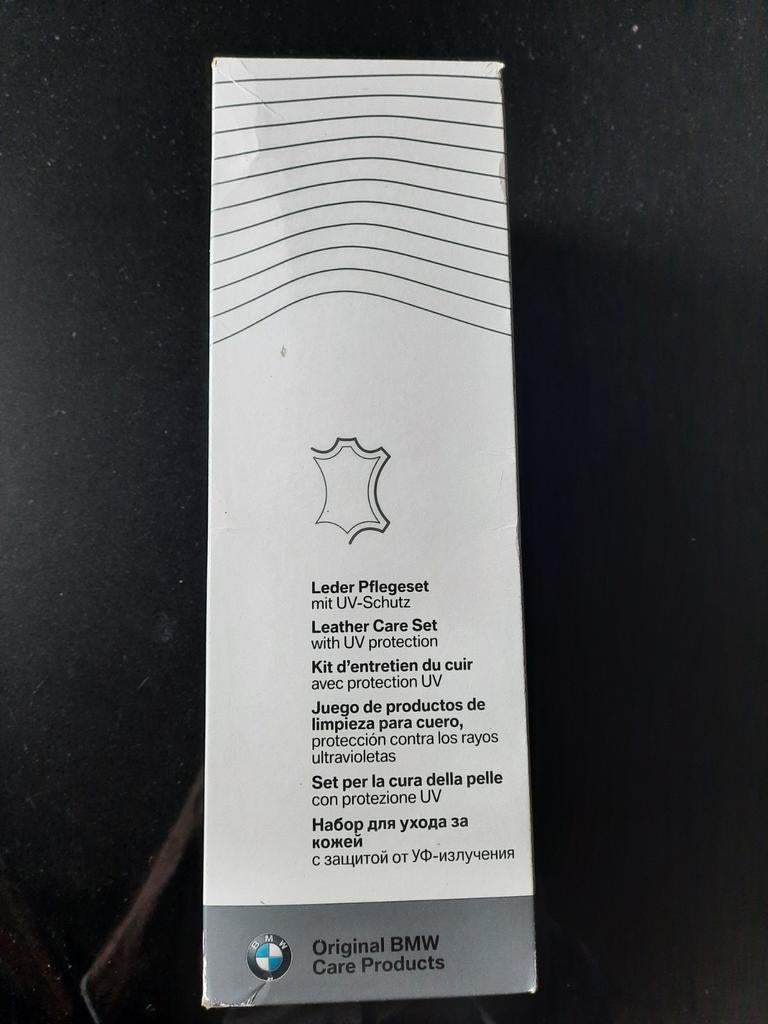 Leder Pflegeset
mit UV-Schutz
Leather Care Set
with UV protection
Kit d'entretien du cuir
avec protection UV
Juego de productos de
limpieza para cuero,
protección contra los rayos
ultravioletas
Set per la cura della pelle
con protezione UV
Набор для ухода за
кожей
с защитой от УФ-излучения
BMW
Original BMW
Care Products